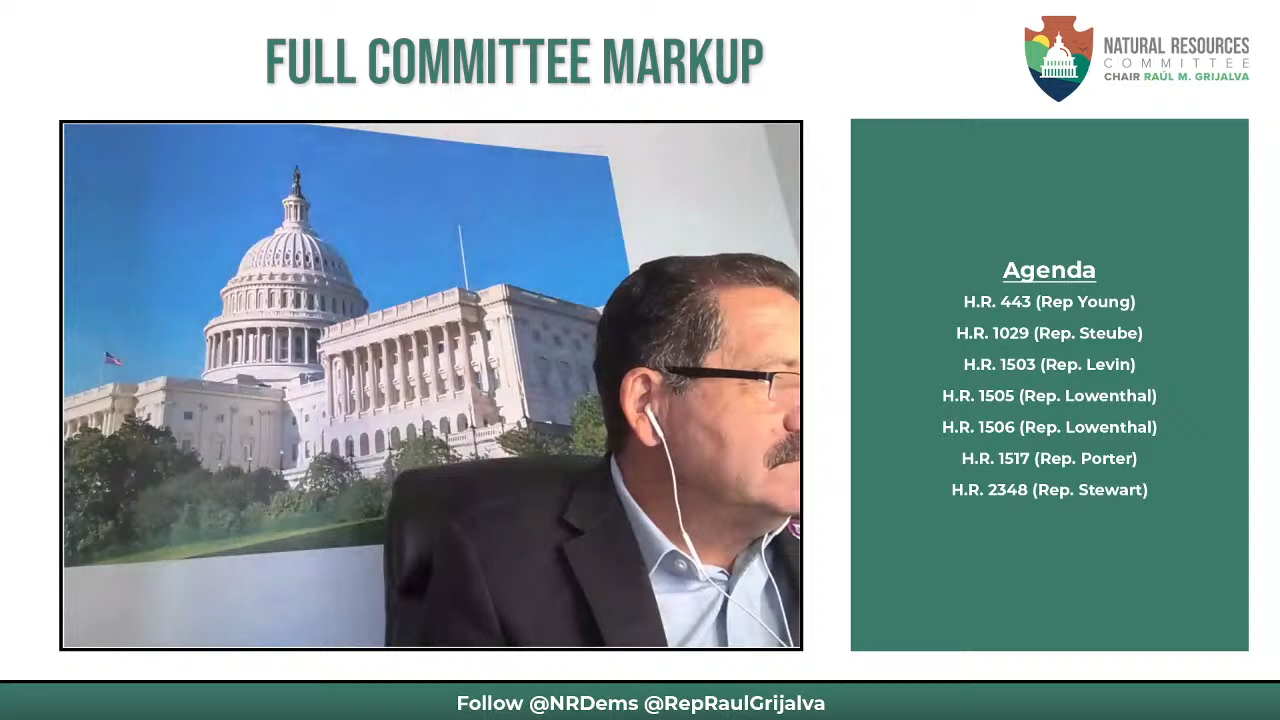 FULL COMMITTEE MARKUP
NATURAL RESOURCES
COMMITTEE
CHAIR RAÚL M. GRIJALVA
Agenda
H.R. 443 (Rep Young)
H.R. 1029 (Rep. Steube)
H.R. 1503 (Rep. Levin)
H.R. 1505 (Rep. Lowenthal)
H.R. 1506 (Rep. Lowenthal)
H.R. 1517 (Rep. Porter)
H.R. 2348 (Rep. Stewart)
Follow @NRDems @RepRaulGrijalva